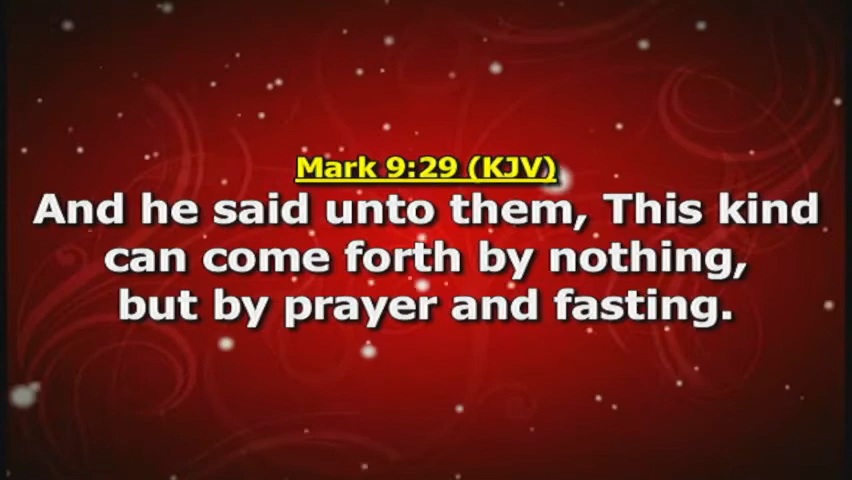 Mark 9:29 (KJV)
And he said unto them, This kind
can come forth by nothing,
but by prayer and fasting.